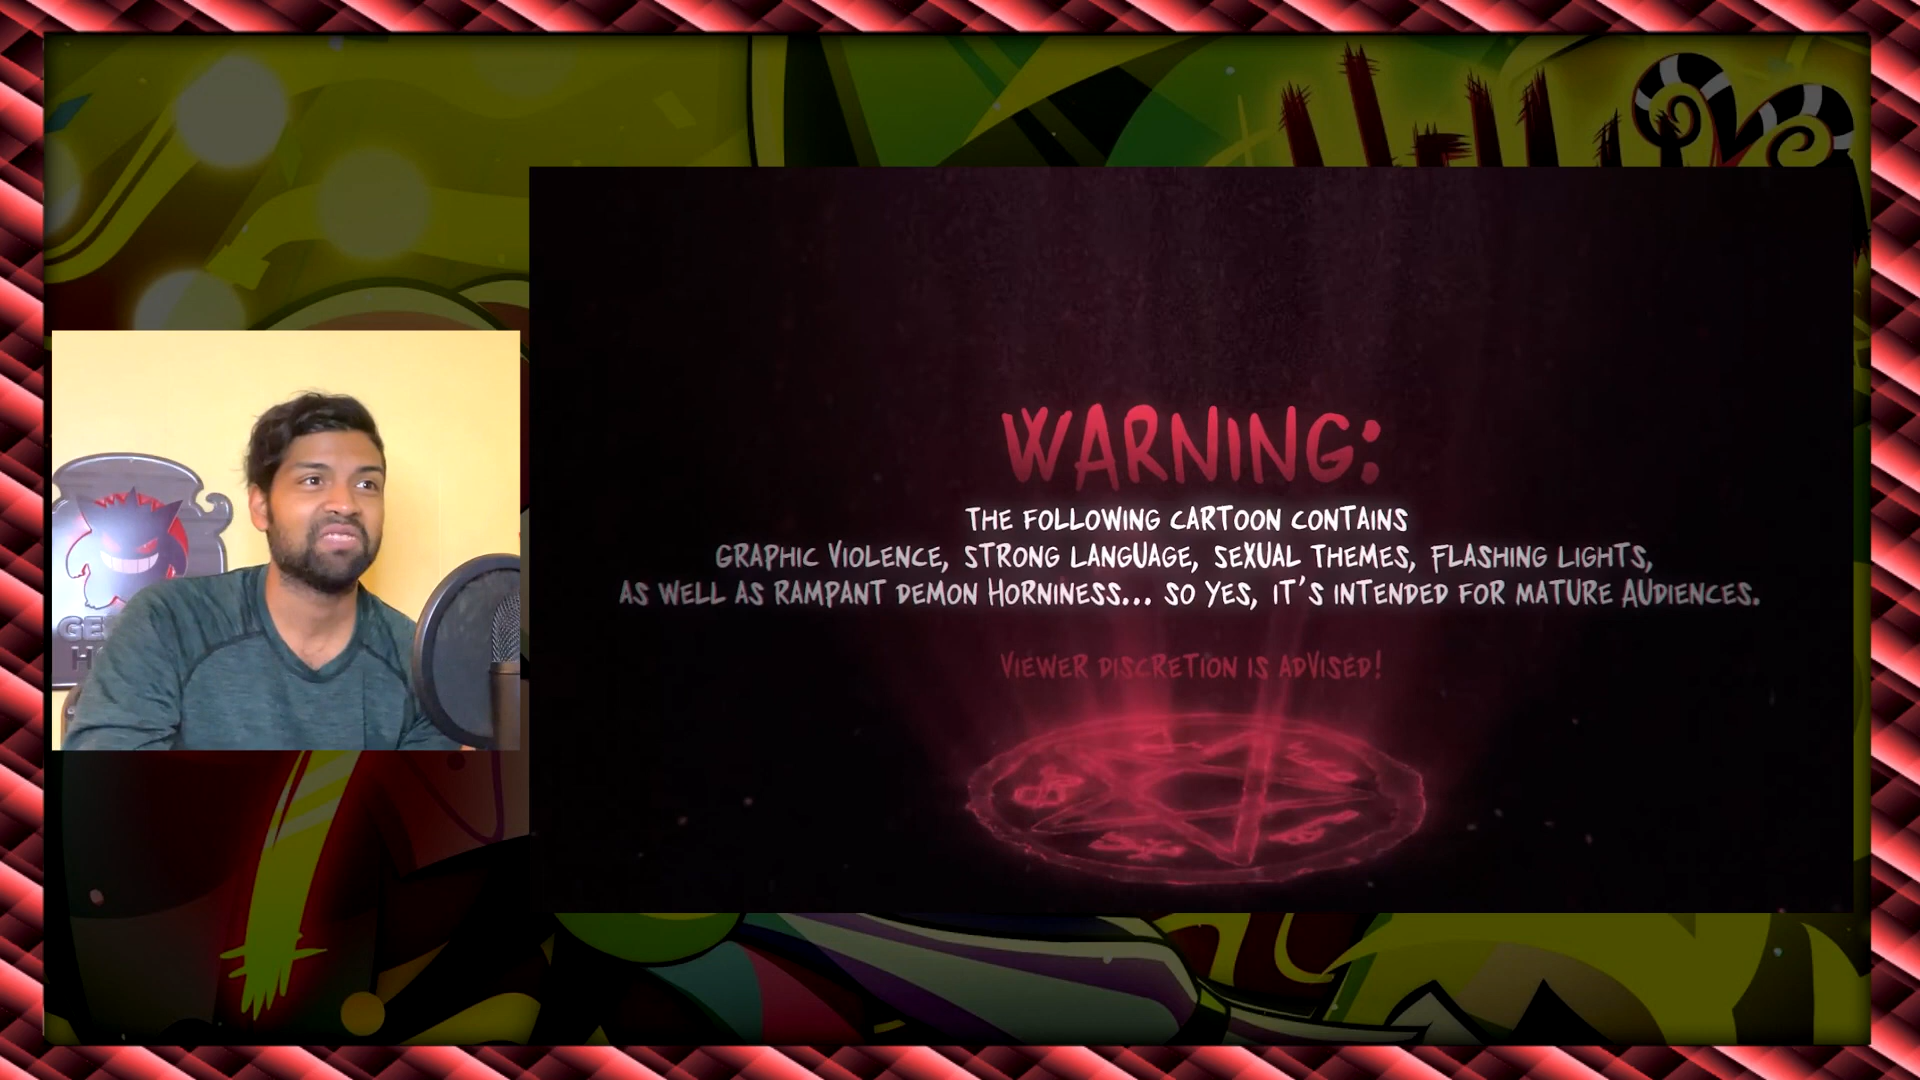 WARNING:
THE FOLLOWING CARTOON CONTAINS
GRAPHIC VIOLENCE, STRONG LANGUAGE, SEXUAL THEMES, FLASHING LIGHTS,
AS WELL AS RAMPANT DEMON HORNINESS... SO YES, IT'S INTENDED FOR MATURE AUDIENCES.
VIEWER DISCRETION IS ADVISED!